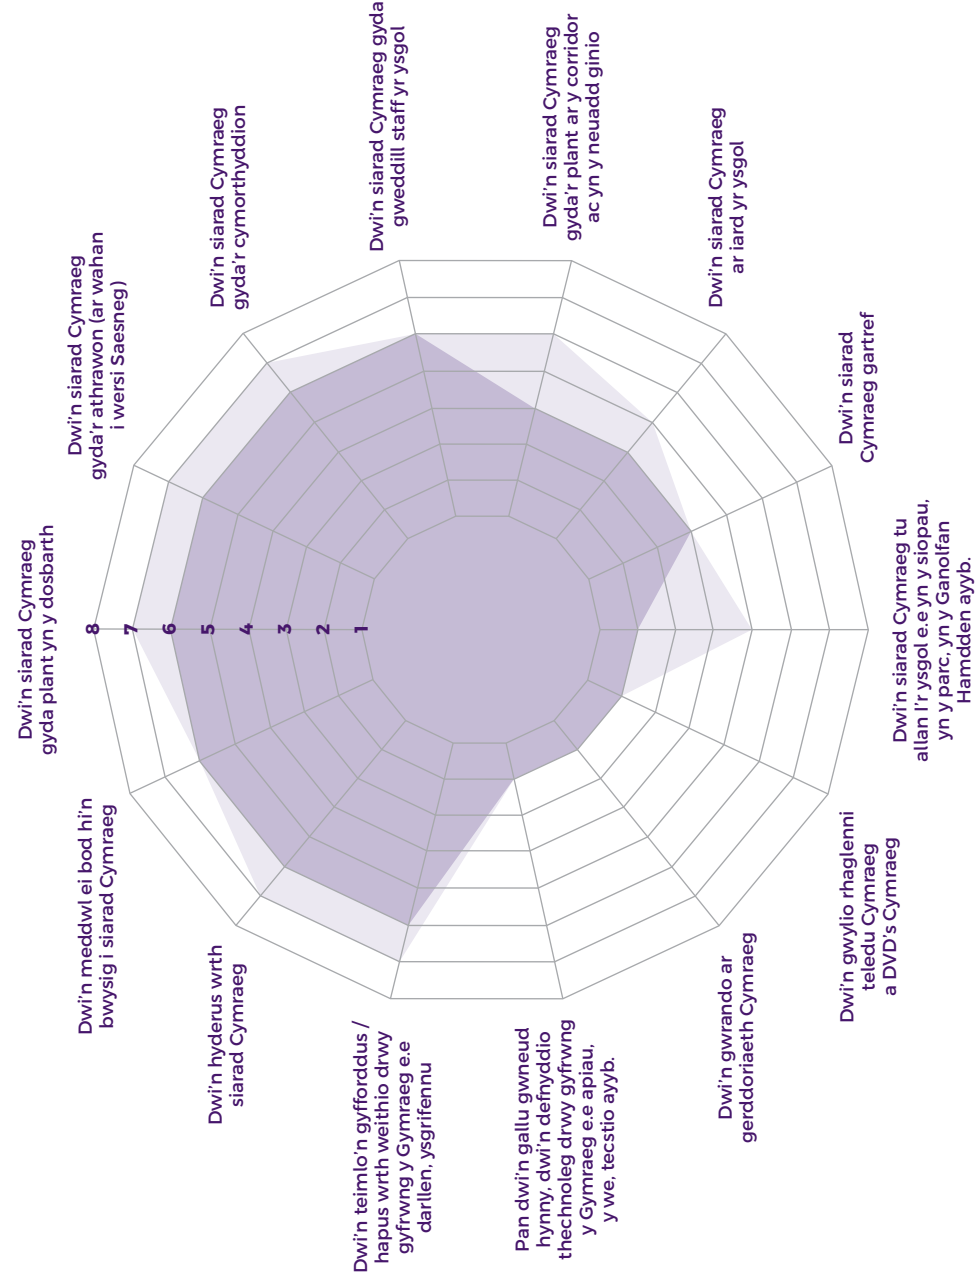 Dwi'n siarad Cymraeg
gyda plant yn y dosbarth
Dwi'n siarad Cymraeg
gyda'r athrawon (ar wahan
i wersi Saesneg)
Dwi'n siarad Cymraeg
gyda'r cymorthyddion
Dwi'n siarad Cymraeg gyda
gweddill staff yr ysgol
Dwi'n siarad Cymraeg
gyda'r plant ar y corridor
ac yn y neuadd ginio
Dwi'n siarad Cymraeg
ar iard yr ysgol
Dwi'n siarad
Cymraeg gartref
Dwi'n siarad Cymraeg tu
allan I'r ysgol e.e yn y siopau,
yn y parc, yn y Ganolfan
Hamdden ayyb.
Dwi'n gwylio rhaglenni
teledu Cymraeg
a DVD's Cymraeg
Dwi'n gwrando ar
gerddoriaeth Cymraeg
Pan dwi'n gallu gwneud
hynny, dwi'n defnyddio
thechnoleg drwy gyfrwng
y Gymraeg e.e apiau,
y we, tecstio ayyb.
Dwi'n teimlo'n gyfforddus /
hapus wrth weithio drwy
gyfrwng y Gymraeg e.e
darllen, ysgrifennu
Dwi'n hyderus wrth
siarad Cymraeg
Dwi'n meddwl ei bod hi'n
bwysig i siarad Cymraeg
8
7
6
5
4
3
2
1